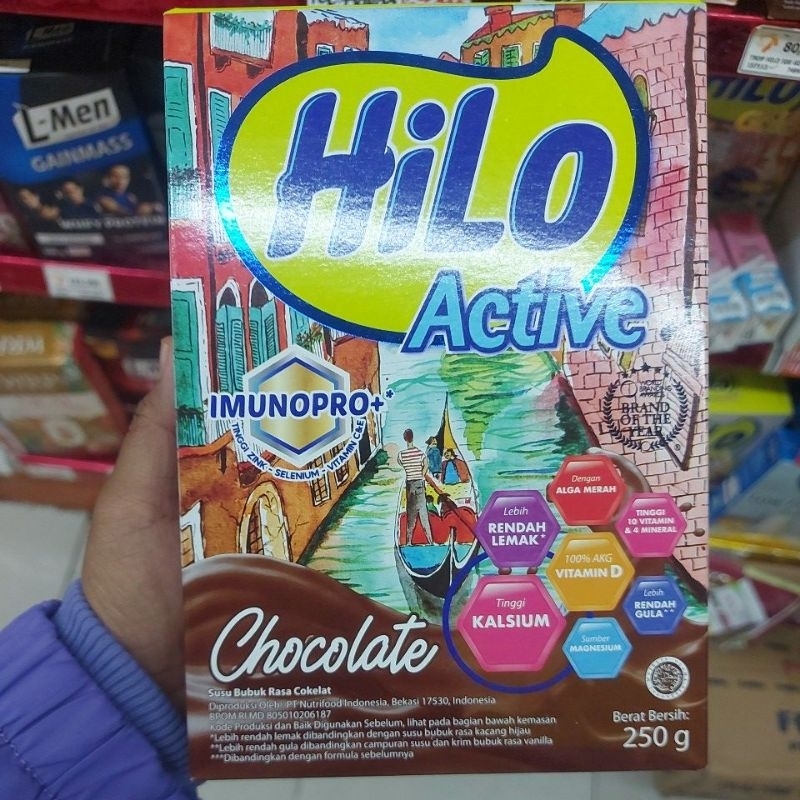 HiLo
Active
IMUNOPRO+*
TINGGI ZINK - SELENIUM - VITAMIN C&E
BRAND
OF THE
YEAR
Dengan
ALGA MERAH
Lebih
RENDAH
LEMAK*
TINGGI
10 VITAMIN
& 4 MINERAL
100% AKG
VITAMIN D
Tinggi
KALSIUM
Lebih
RENDAH
GULA**
Sumber
MAGNESIUM
Chocolate
Susu Bubuk Rasa Cokelat
Diproduksi Oleh: PT Nutrifood Indonesia, Bekasi 17530, Indonesia
BPOM RI MD 805010206187
Kode Produksi dan Baik Digunakan Sebelum, lihat pada bagian bawah kemasan
*Lebih rendah lemak dibandingkan dengan susu bubuk rasa kacang hijau
**Lebih rendah gula dibandingkan campuran susu dan krim bubuk rasa vanilla
***Dibandingkan dengan formula sebelumnya
Berat Bersih:
250 g
L-Men
GAINMASS